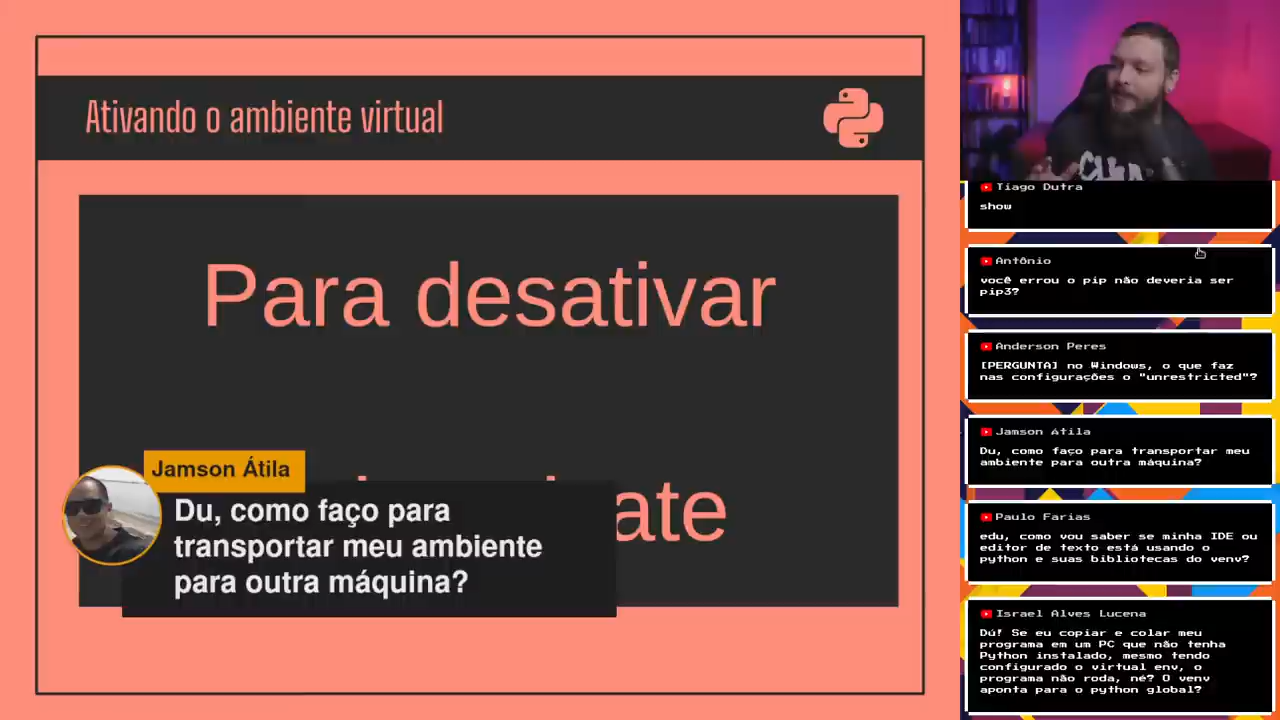 Ativando o ambiente virtual
Para desativar
ate
Jamson Átila
Du, como faço para
transportar meu ambiente
para outra máquina?
Tiago Dutra
show
Antônio
você errou o pip não deveria ser
pip3?
Anderson Peres
[PERGUNTA] no Windows, o que faz
nas configurações o "unrestricted"?
Jamson Átila
Du, como faço para transportar meu
ambiente para outra máquina?
Paulo Farias
edu, como vou saber se minha IDE ou
editor de texto está usando o
python e suas bibliotecas do venv?
Israel Alves Lucena
Dú! Se eu copiar e colar meu
programa em um PC que não tenha
Python instalado, mesmo tendo
configurado o virtual env, o
programa não roda, né? O venv
aponta para o python global?